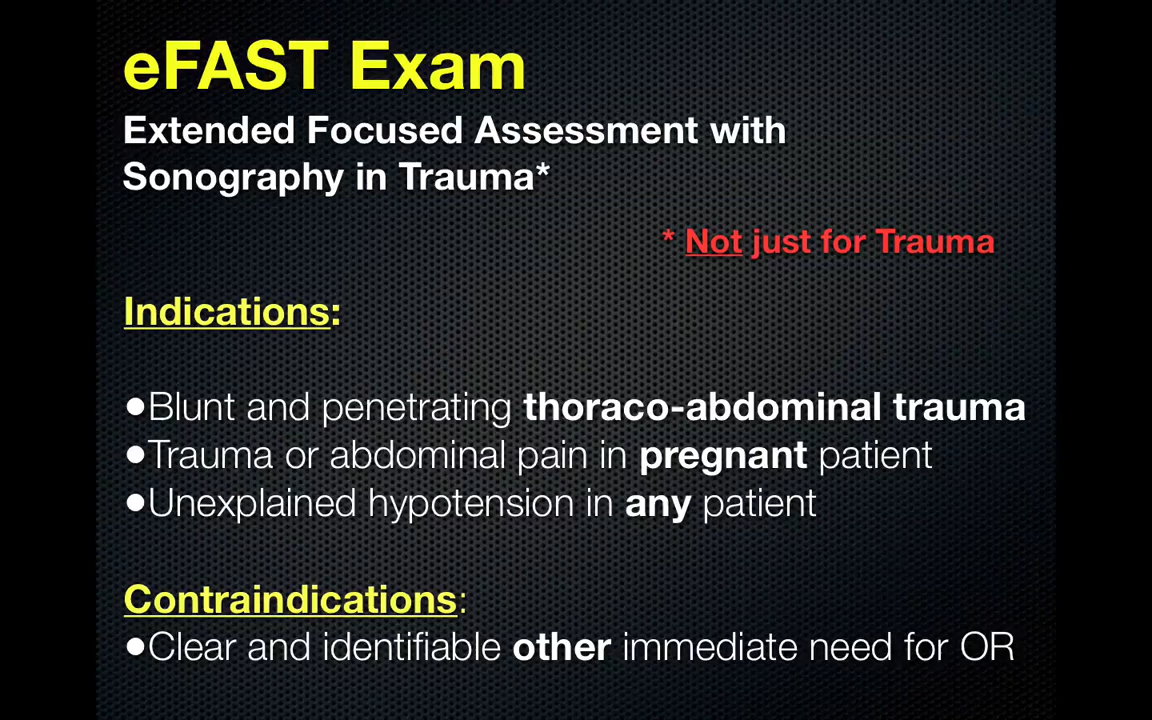 eFAST Exam
Extended Focused Assessment with
Sonography in Trauma*
* Not just for Trauma
Indications:
●Blunt and penetrating thoraco-abdominal trauma
●Trauma or abdominal pain in pregnant patient
●Unexplained hypotension in any patient
Contraindications:
●Clear and identifiable other immediate need for OR